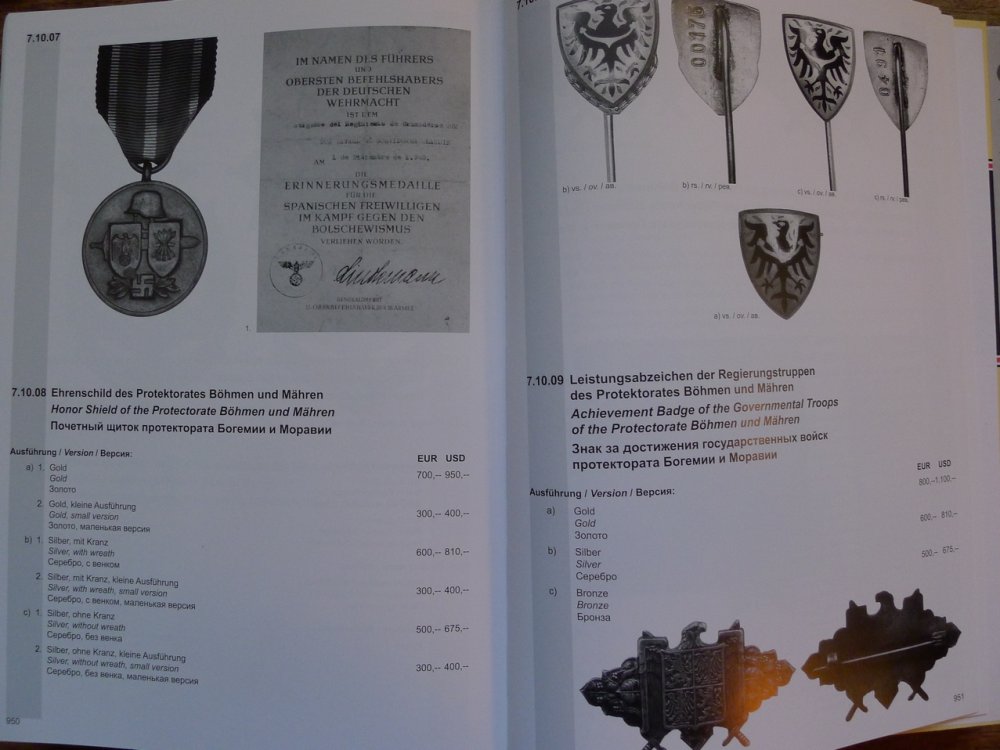 7.10.07
IM NAMEN DES FÜHRERS
UND
OBERSTEN BEFEHLSHABERS
DER DEUTSCHEN
WEHRMACHT
IST DEM
AM 1 de Diciembre de
DIE
ERINNERUNGSMEDAILLE
FÜR DIE
SPANISCHEN FREIWILLIGEN
IM KAMPF GEGEN DEN
BOLSCHEWISMUS
VERLIEHEN WORDEN.
1.
7.10.08 Ehrenschild des Protektorates Böhmen und Mähren
Honor Shield of the Protectorate Böhmen und Mähren
Почетный щиток протектората Богемии и Моравии
Ausführung / Version / Версия:
EUR USD
a) 1. Gold 700,-- 950,--
Gold
Золото
2. Gold, kleine Ausführung 300,-- 400,--
Gold, small version
Золото, маленькая версия
b) 1. Silber, mit Kranz 600,-- 810,--
Silver, with wreath
Серебро, с венком
2. Silber, mit Kranz, kleine Ausführung 300,-- 400,--
Silver, with wreath, small version
Серебро, с венком, маленькая версия
c) 1. Silber, ohne Kranz 500,-- 675,--
Silver, without wreath
Серебро, без венка
2. Silber, ohne Kranz, kleine Ausführung 300,-- 400,--
Silver, without wreath, small version
Серебро, без венка, маленькая версия
950
00175
0491
b) vs. / ov. / ав.
b) rs. / rv. / рев.
c) vs. / ov. / ав.
c) rs. / rv. / рев.
a) vs. / ov. / ав.
7.10.09 Leistungsabzeichen der Regierungstruppen
des Protektorates Böhmen und Mähren
Achievement Badge of the Governmental Troops
of the Protectorate Böhmen und Mähren
Знак за достижения государственных войск
протектората Богемии и Моравии
EUR USD
Ausführung / Version / Версия:
a) Gold 800,-- 1.100,--
Gold
Золото
b) Silber 600,-- 810,--
Silver
Серебро
c) Bronze 500,-- 675,--
Bronze
Бронза
951